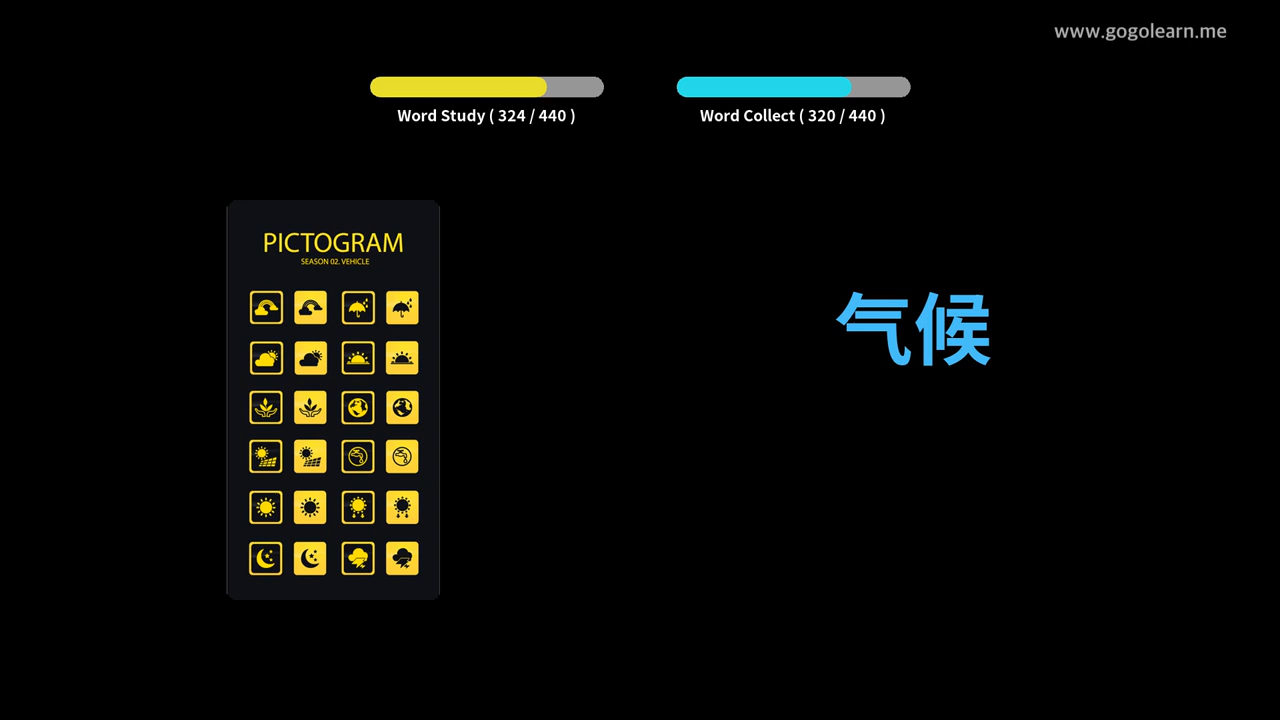 www.gogolearn.me
Word Study ( 324 / 440 )
Word Collect ( 320 / 440 )
PICTOGRAM
SEASON 02. VEHICLE
气候